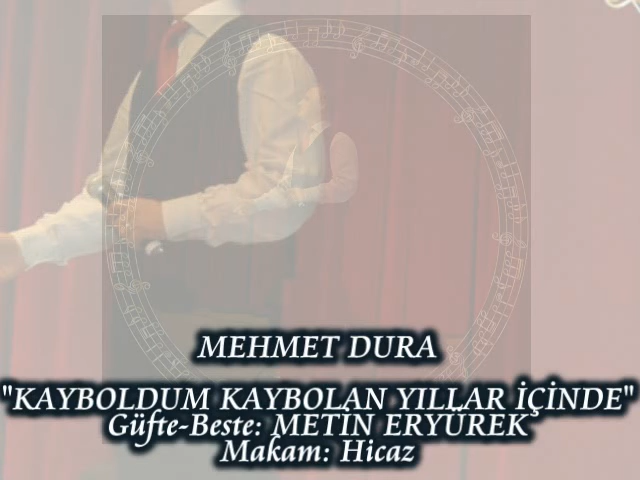 MEHMET DURA
"KAYBOLDUM KAYBOLAN YILLAR İÇİNDE"
Güfte-Beste: METİN ERYÜREK
Makam: Hicaz